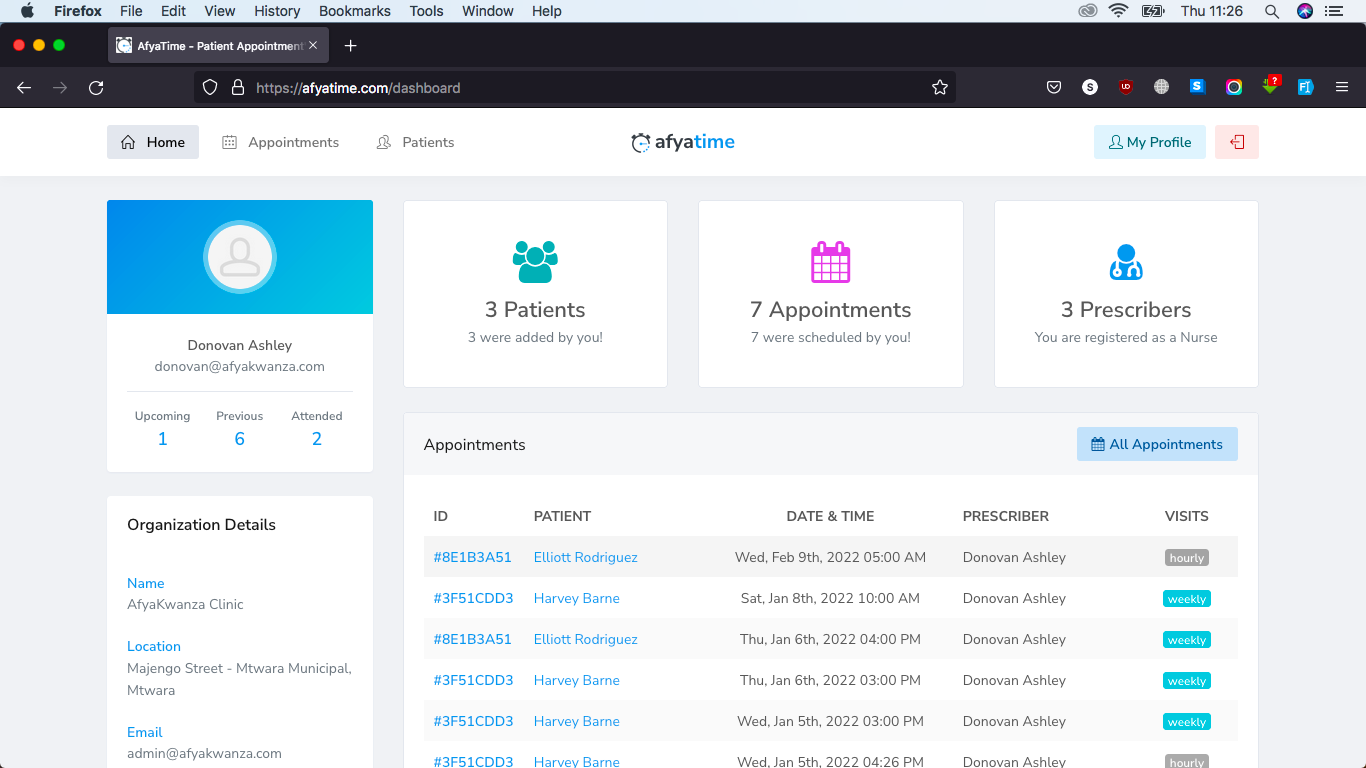 Firefox File Edit View History Bookmarks Tools Window Help Thu 11:26
AfyaTime - Patient Appointment
https://afyatime.com/dashboard
Home Appointments Patients
afyatime
My Profile
Donovan Ashley
donovan@afyakwanza.com
Upcoming Previous Attended
1 6 2
3 Patients
3 were added by you!
7 Appointments
7 were scheduled by you!
3 Prescribers
You are registered as a Nurse
Organization Details
Name
AfyaKwanza Clinic
Location
Majengo Street - Mtwara Municipal,
Mtwara
Email
admin@afyakwanza.com
Appointments All Appointments
ID PATIENT DATE & TIME PRESCRIBER VISITS
#8E1B3A51 Elliott Rodriguez Wed, Feb 9th, 2022 05:00 AM Donovan Ashley hourly
#3F51CDD3 Harvey Barne Sat, Jan 8th, 2022 10:00 AM Donovan Ashley weekly
#8E1B3A51 Elliott Rodriguez Thu, Jan 6th, 2022 04:00 PM Donovan Ashley weekly
#3F51CDD3 Harvey Barne Thu, Jan 6th, 2022 03:00 PM Donovan Ashley weekly
#3F51CDD3 Harvey Barne Wed, Jan 5th, 2022 03:00 PM Donovan Ashley weekly
#3F51CDD3 Harvey Barne Wed, Jan 5th, 2022 04:26 PM Donovan Ashley hourly